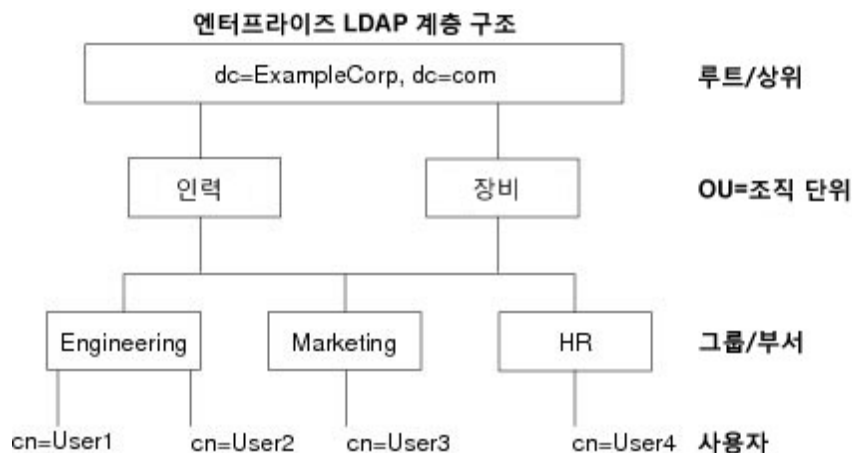 엔터프라이즈 LDAP 계층 구조
dc=ExampleCorp, dc=com
루트/상위
인력
장비
OU=조직 단위
Engineering
Marketing
HR
그룹/부서
cn=User1
cn=User2
cn=User3
cn=User4
사용자